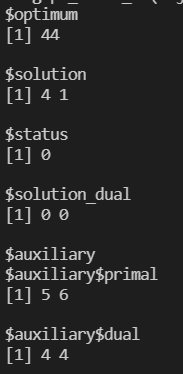 $optimum
[1] 44
$solution
[1] 4 1
$status
[1] 0
$solution_dual
[1] 0 0
$auxiliary
$auxiliary$primal
[1] 5 6
$auxiliary$dual
[1] 4 4